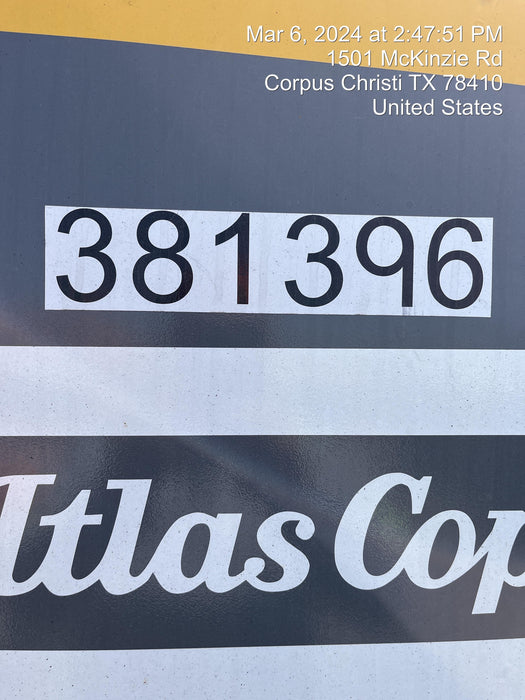 Mar 6, 2024 at 2:47:51 PM
1501 McKinzie Rd
Corpus Christi TX 78410
United States
381396
Atlas Cop